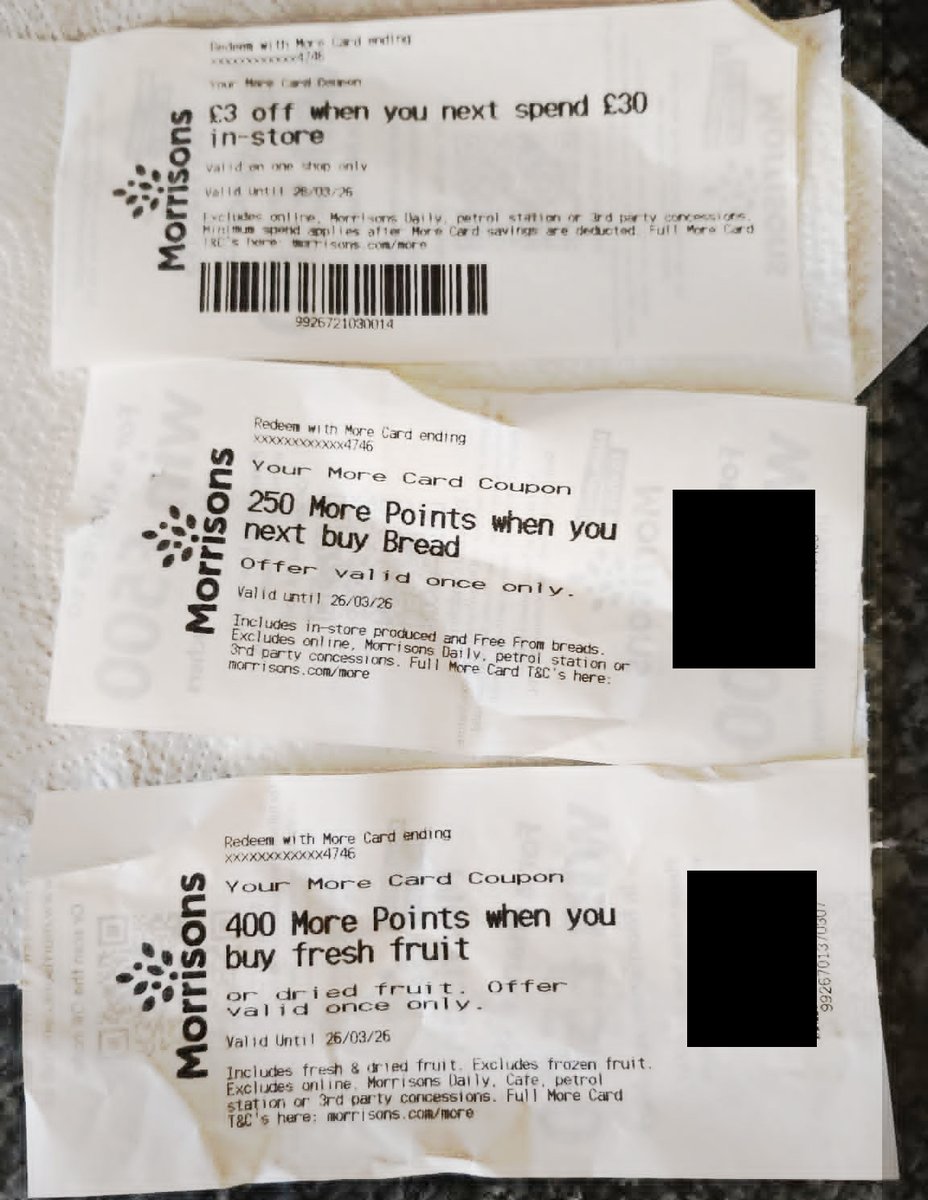 Redeem with More Card ending
xxxxxxxxxxxx4746
Your More Card Coupon
£3 off when you next spend £30
in-store
Valid on one shop only
Valid Until 26/03/26
Excludes online, Morrisons Daily, petrol station or 3rd party concessions.
Minimum spend applies after More Card savings are deducted. Full More Card
T&C's here: morrisons.com/more
9926721030014
Morrisons
Redeem with More Card ending
xxxxxxxxxxxx4746
Your More Card Coupon
250 More Points when you
next buy Bread
Offer valid once only.
Valid until 26/03/26
Includes in-store produced and Free From breads.
Excludes online, Morrisons Daily, petrol station or
3rd party concessions. Full More Card T&C's here:
morrisons.com/more
Morrisons
Redeem with More Card ending
xxxxxxxxxxxx4746
Your More Card Coupon
400 More Points when you
buy fresh fruit
or dried fruit. Offer
valid once only.
Valid Until 26/03/26
Includes fresh & dried fruit. Excludes frozen fruit.
Excludes online, Morrisons Daily, Cafe, petrol
station or 3rd party concessions. Full More Card
T&C's here: morrisons.com/more
Morrisons
9926701370307